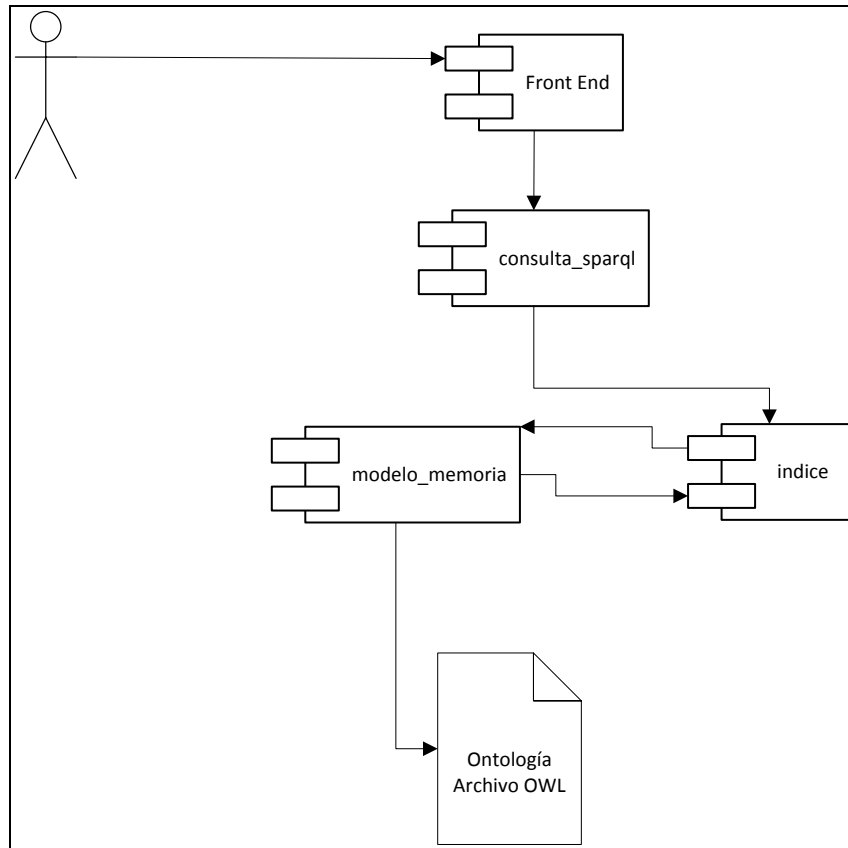 Front End
consulta_sparql
modelo_memoria
indice
Ontología
Archivo OWL